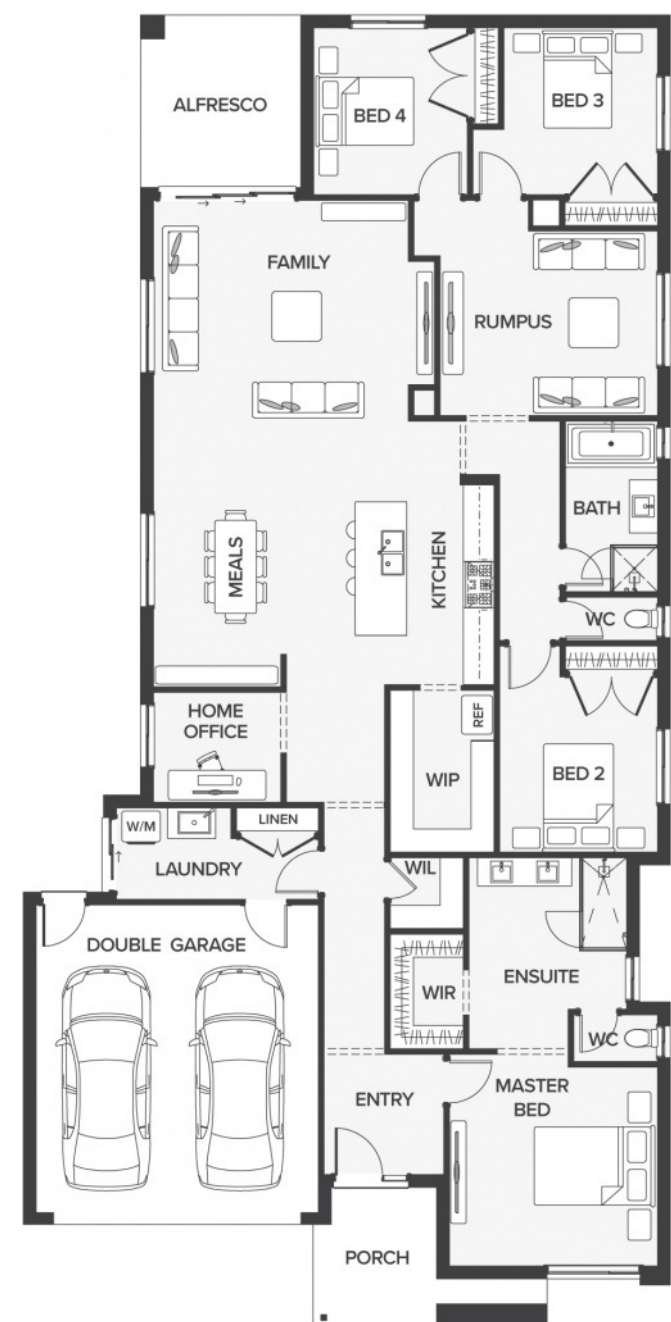 ALFRESCO
BED 4
BED 3
FAMILY
RUMPUS
MEALS
KITCHEN
BATH
WC
HOME
OFFICE
REF
WIP
BED 2
W/M
LINEN
LAUNDRY
WIL
DOUBLE GARAGE
WIR
ENSUITE
WC
ENTRY
MASTER
BED
PORCH